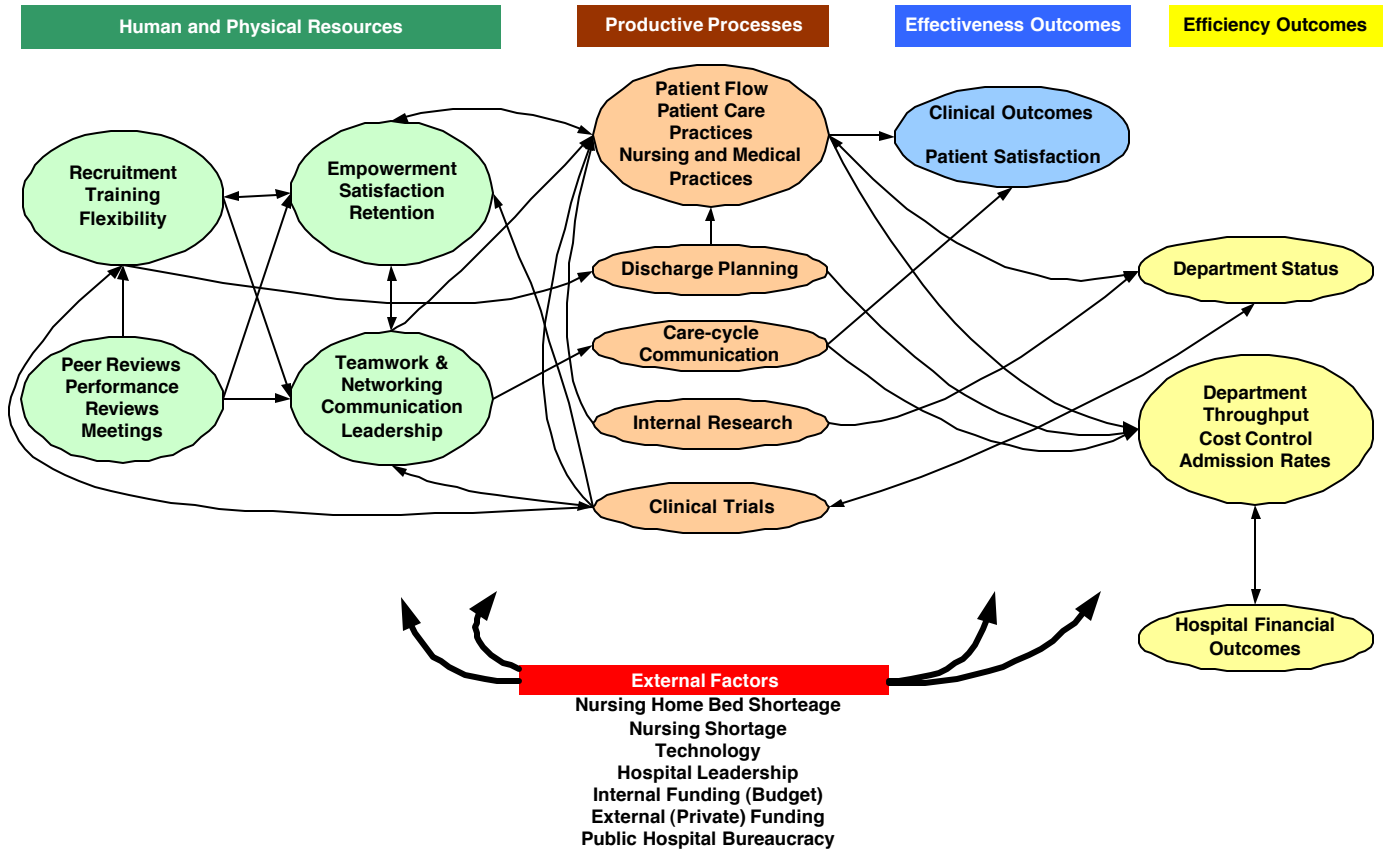 Human and Physical Resources
Productive Processes
Effectiveness Outcomes
Efficiency Outcomes
Recruitment
Training
Flexibility
Empowerment
Satisfaction
Retention
Peer Reviews
Performance
Reviews
Meetings
Teamwork &
Networking
Communication
Leadership
Patient Flow
Patient Care
Practices
Nursing and Medical
Practices
Discharge Planning
Care-cycle
Communication
Internal Research
Clinical Trials
Clinical Outcomes
Patient Satisfaction
Department Status
Department
Throughput
Cost Control
Admission Rates
Hospital Financial
Outcomes
External Factors
Nursing Home Bed Shorteage
Nursing Shortage
Technology
Hospital Leadership
Internal Funding (Budget)
External (Private) Funding
Public Hospital Bureaucracy